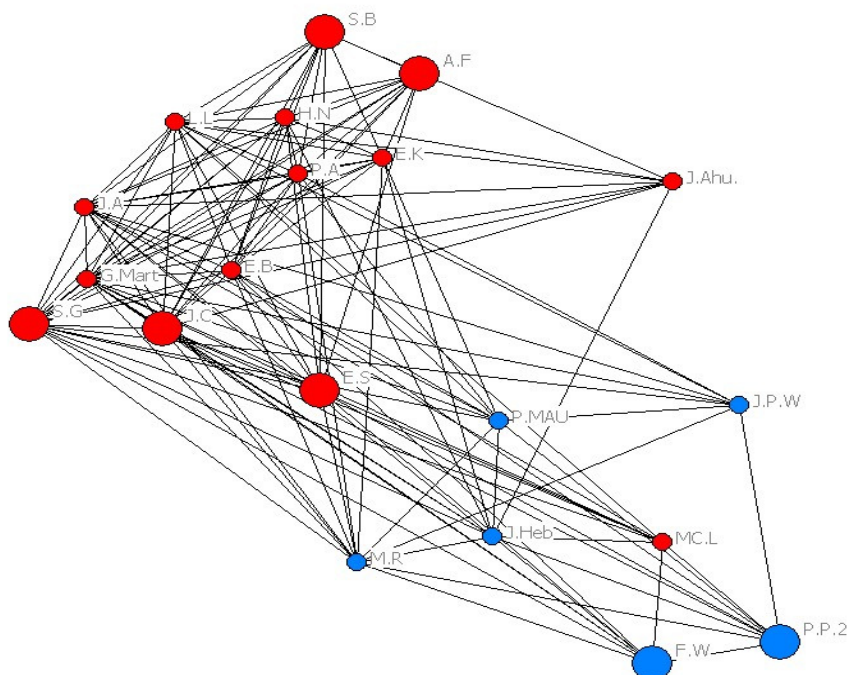 S.B
A.F
L.L
H.N
E.K
P.A
J.Ahu.
J.A
E.B
G.Mart
S.G
J.C
E.S
J.P.W
P.MAU
J.Heb
MC.L
M.R
P.P.2
F.W